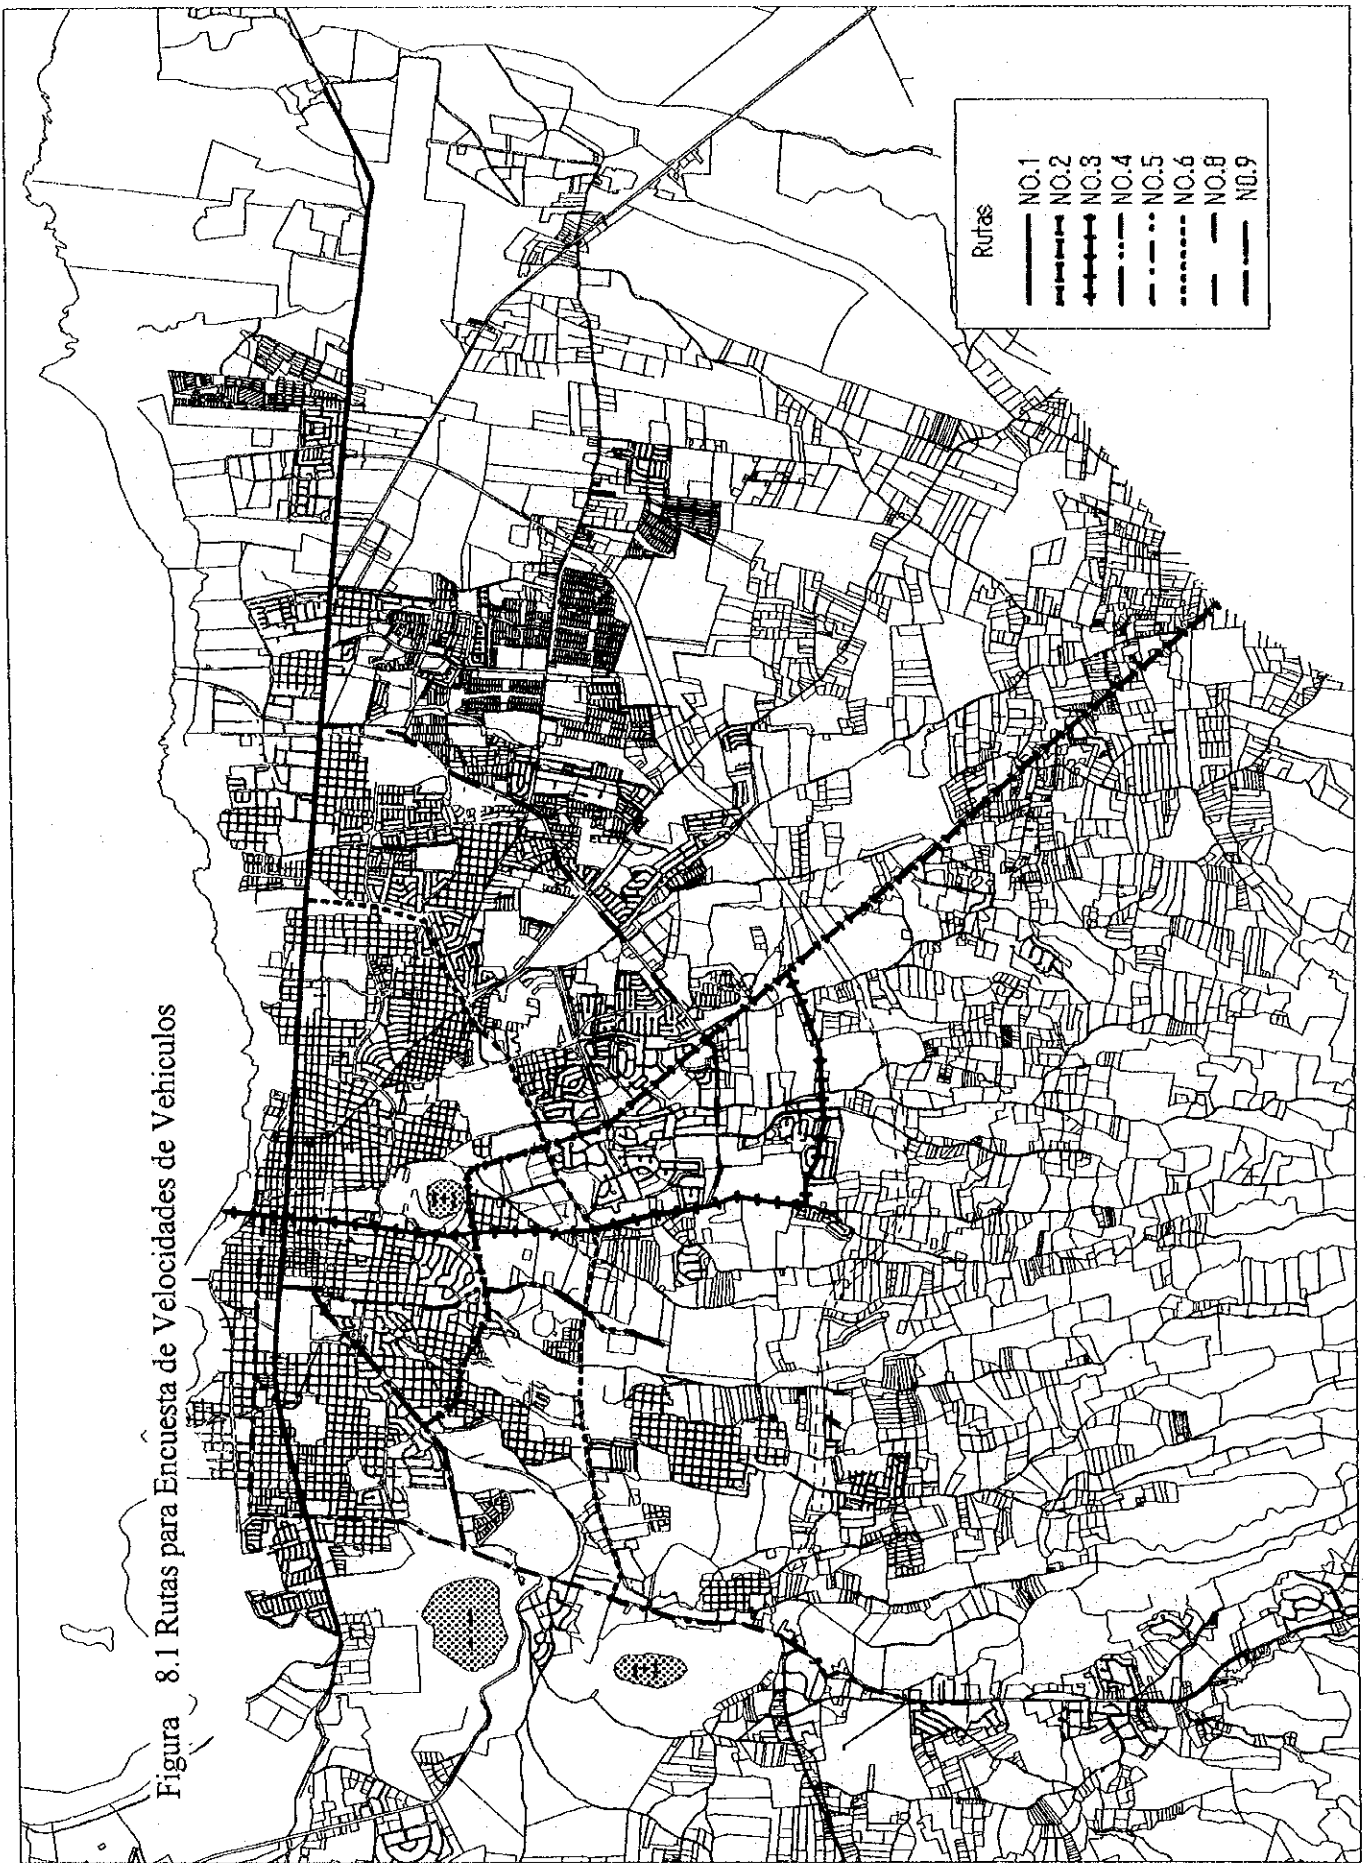 Figura 8.1 Rutas para Encuesta de Velocidades de Vehiculos
Rutas
NO.1
NO.2
NO.3
NO.4
NO.5
NO.6
NO.8
NO.9